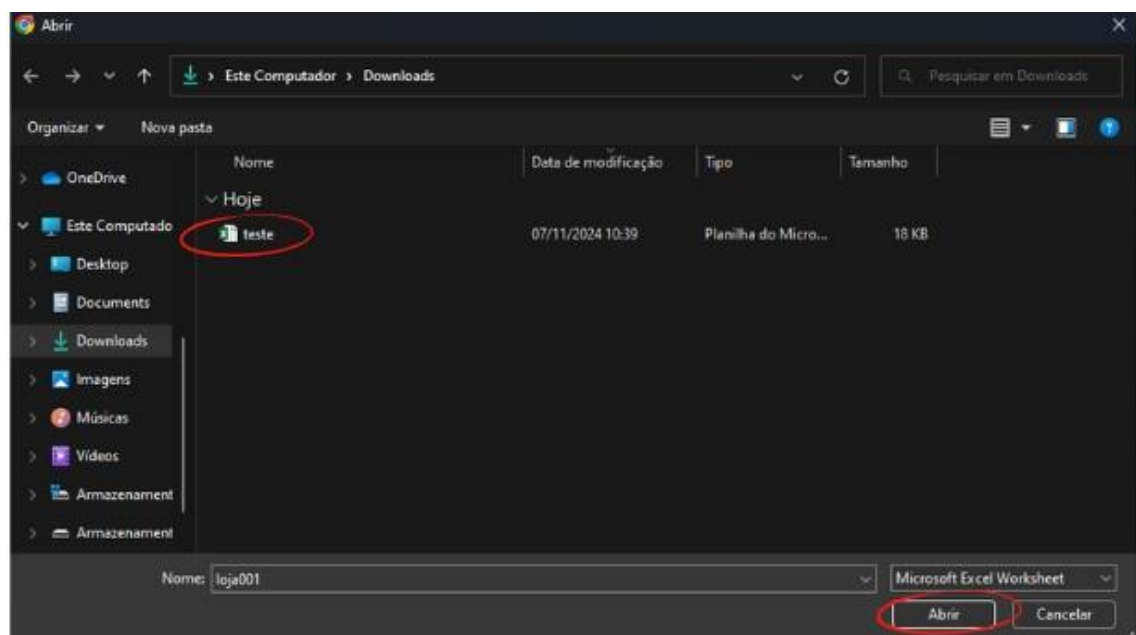 Abrir
Este Computador > Downloads
Pesquisar em Downloads
Organizar
Nova pasta
Nome
Data de modificação
Tipo
Tamanho
OneDrive
Hoje
Este Computado
teste
07/11/2024 10:39
Planilha do Micro...
18 KB
Desktop
Documents
Downloads
Imagens
Músicas
Vídeos
Armazenament
Armazenament
Nome: loja001
Microsoft Excel Worksheet
Abrir
Cancelar